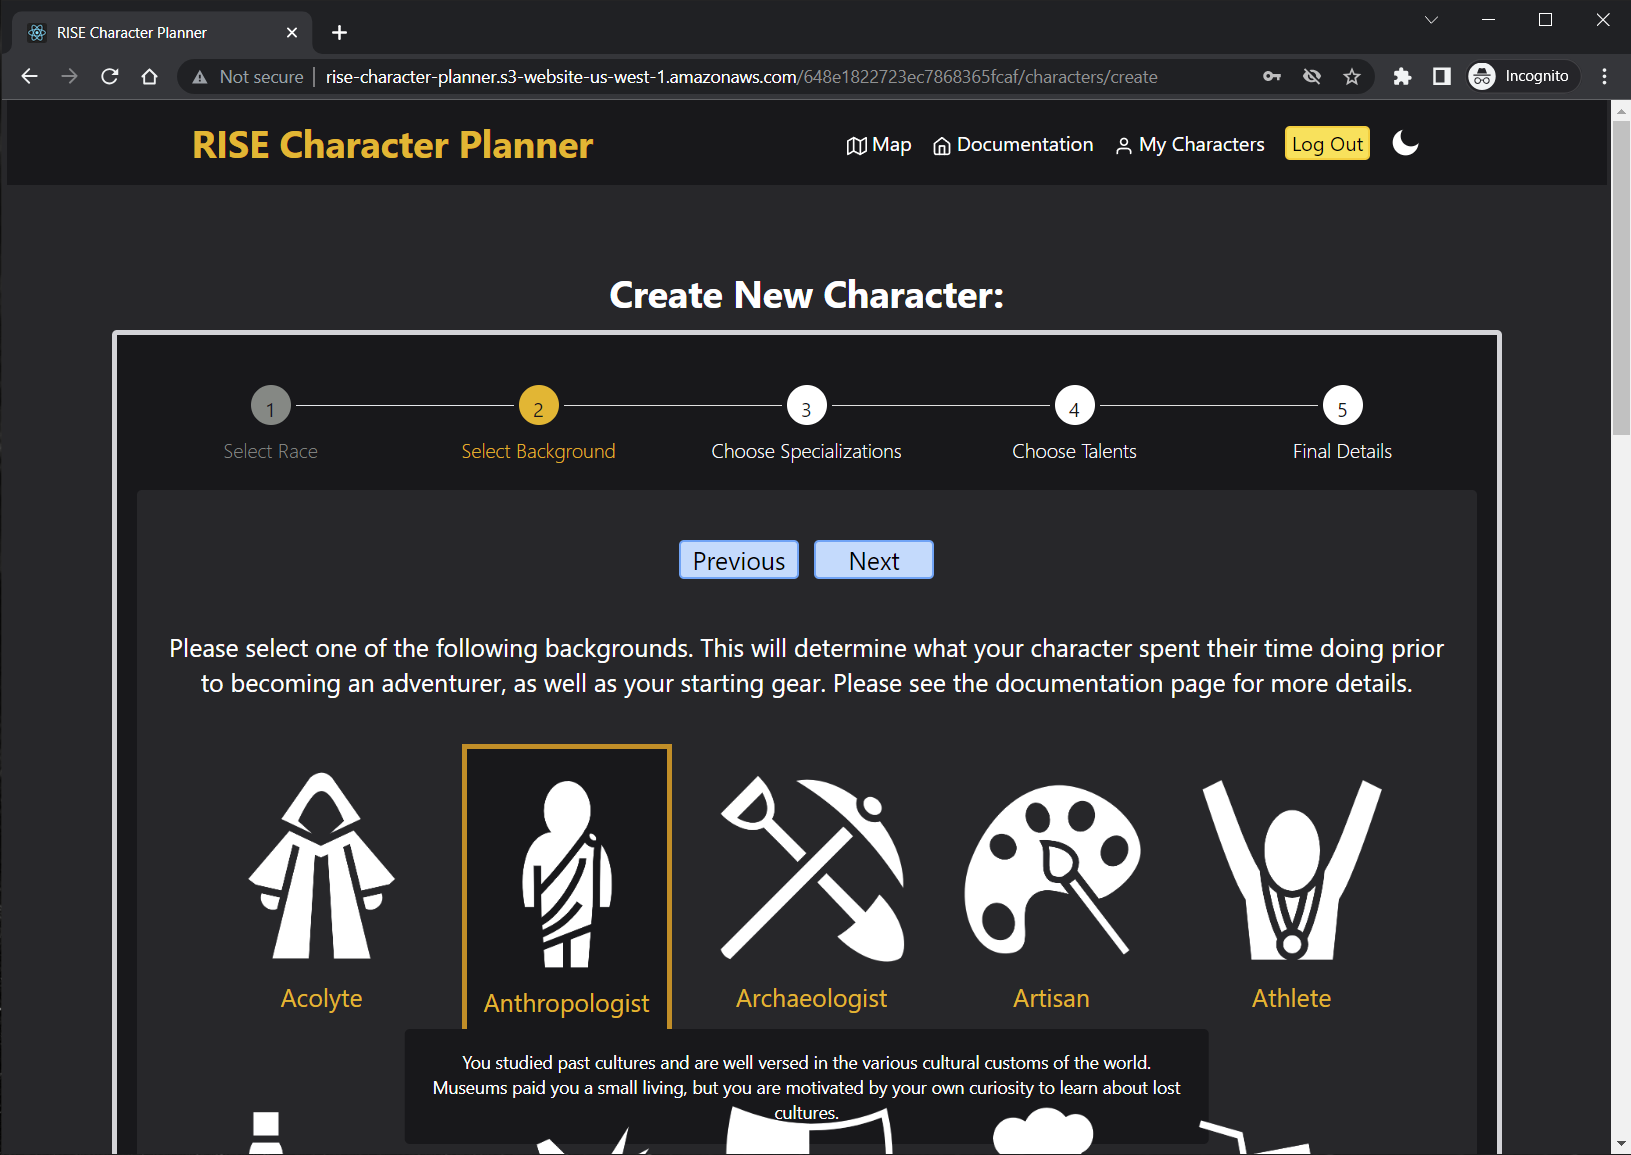 RISE Character Planner
Not secure
rise-character-planner.s3-website-us-west-1.amazonaws.com/648e1822723ec7868365fcaf/characters/create
Incognito
RISE Character Planner
Map
Documentation
My Characters
Log Out
Create New Character:
1
2
3
4
5
Select Race
Select Background
Choose Specializations
Choose Talents
Final Details
Previous
Next
Please select one of the following backgrounds. This will determine what your character spent their time doing prior
to becoming an adventurer, as well as your starting gear. Please see the documentation page for more details.
Acolyte
Anthropologist
Archaeologist
Artisan
Athlete
You studied past cultures and are well versed in the various cultural customs of the world.
Museums paid you a small living, but you are motivated by your own curiosity to learn about lost
cultures.